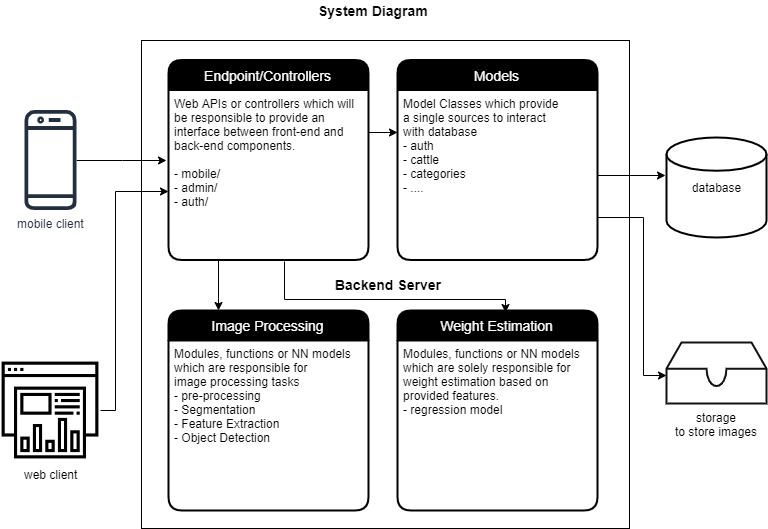 System Diagram
Endpoint/Controllers
Web APIs or controllers which will
be responsible to provide an
interface between front-end and
back-end components.
- mobile/
- admin/
- auth/
Models
Model Classes which provide
a single sources to interact
with database
- auth
- cattle
- categories
- ....
mobile client
database
Backend Server
Image Processing
Modules, functions or NN models
which are responsible for
image processing tasks
- pre-processing
- Segmentation
- Feature Extraction
- Object Detection
Weight Estimation
Modules, functions or NN models
which are solely responsible for
weight estimation based on
provided features.
- regression model
web client
storage
to store images